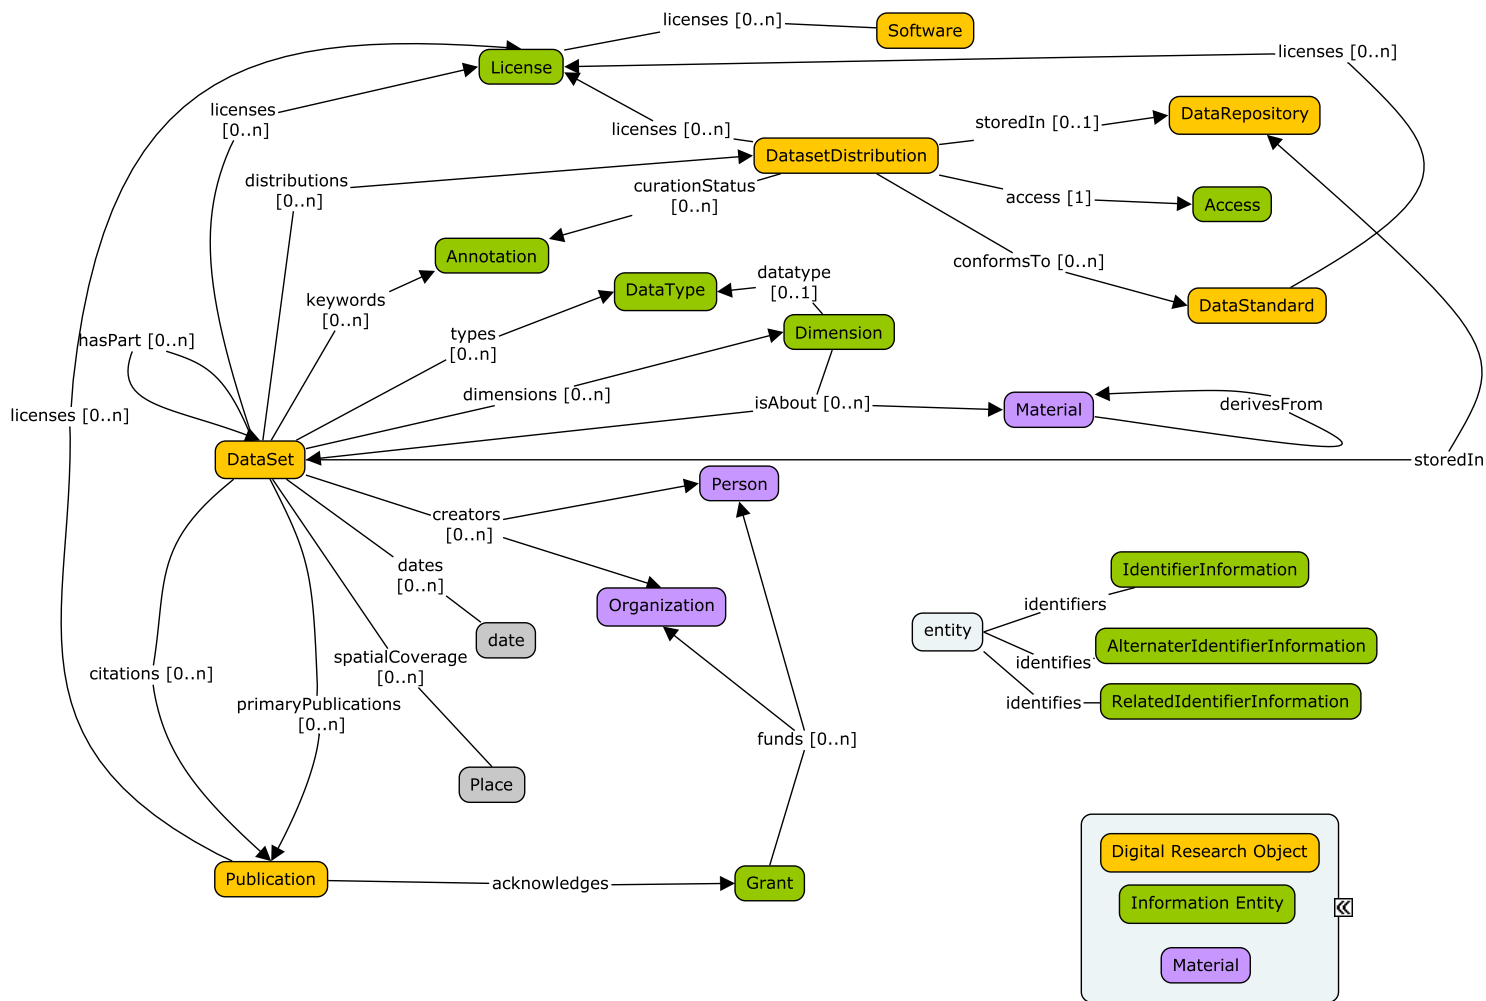 licenses [0..n]
Software
License
licenses [0..n]
licenses
[0..n]
licenses [0..n]
storedIn [0..1]
DataRepository
DatasetDistribution
distributions
[0..n]
curationStatus
[0..n]
access [1]
Access
Annotation
conformsTo [0..n]
datatype
[0..1]
DataType
keywords
[0..n]
DataStandard
types
[0..n]
Dimension
hasPart [0..n]
dimensions [0..n]
isAbout [0..n]
Material
derivesFrom
licenses [0..n]
DataSet
storedIn
Person
creators
[0..n]
dates
[0..n]
Organization
date
IdentifierInformation
identifiers
entity
AlternaterIdentifierInformation
identifies
RelatedIdentifierInformation
identifies
spatialCoverage
[0..n]
citations [0..n]
primaryPublications
[0..n]
funds [0..n]
Place
Publication
acknowledges
Grant
Digital Research Object
Information Entity
Material